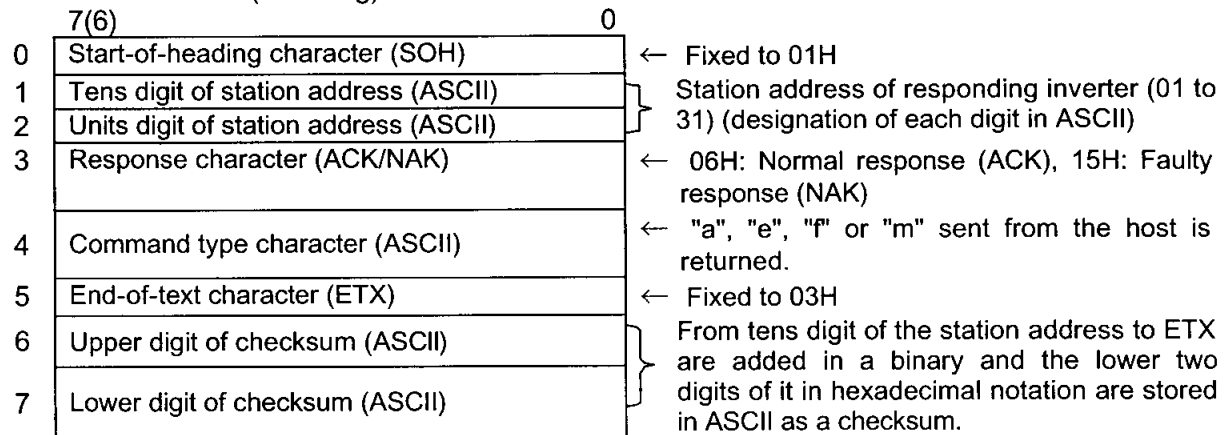 7(6) 0
0 Start-of-heading character (SOH) ← Fixed to 01H
1 Tens digit of station address (ASCII) Station address of responding inverter (01 to
2 Units digit of station address (ASCII) 31) (designation of each digit in ASCII)
3 Response character (ACK/NAK) ← 06H: Normal response (ACK), 15H: Faulty
response (NAK)
4 Command type character (ASCII) ← "a", "e", "f" or "m" sent from the host is
returned.
5 End-of-text character (ETX) ← Fixed to 03H
6 Upper digit of checksum (ASCII) From tens digit of the station address to ETX
are added in a binary and the lower two
7 Lower digit of checksum (ASCII) digits of it in hexadecimal notation are stored
in ASCII as a checksum.